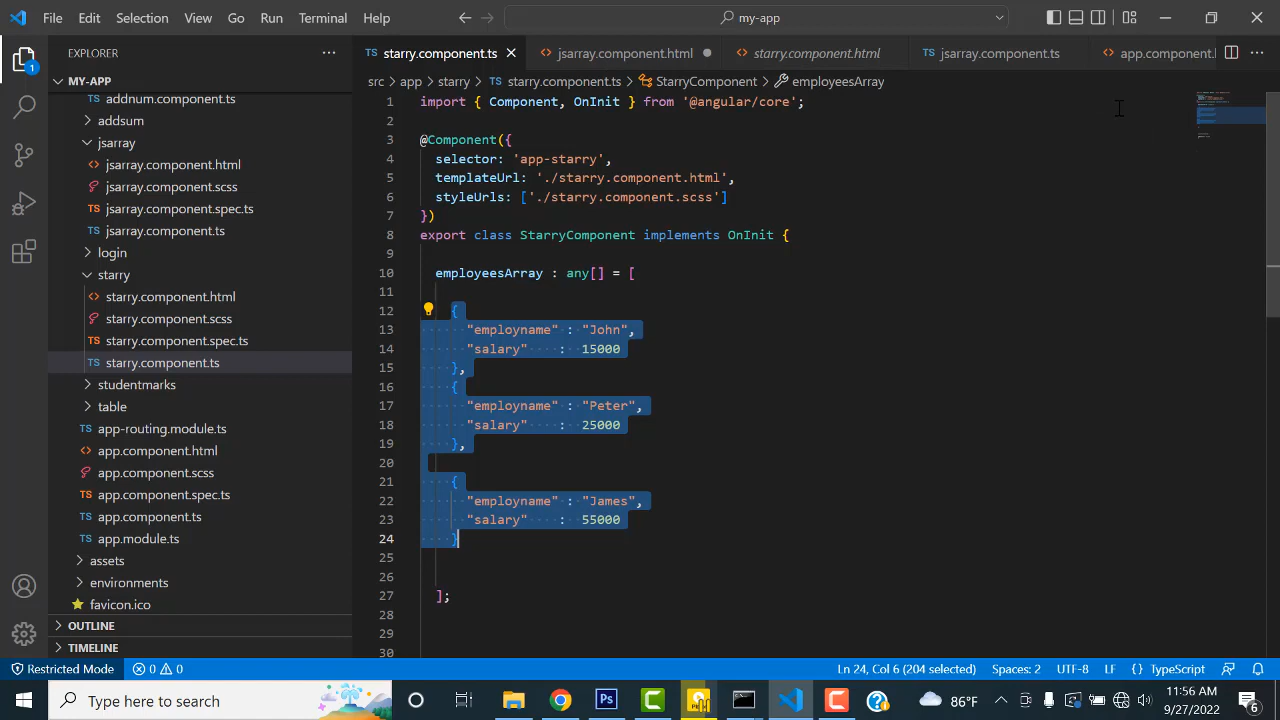 File Edit Selection View Go Run Terminal Help
my-app
EXPLORER
MY-APP
1
addnum.component.ts
addsum
jsarray
jsarray.component.html
jsarray.component.scss
jsarray.component.spec.ts
jsarray.component.ts
login
starry
starry.component.html
starry.component.scss
starry.component.spec.ts
starry.component.ts
studentmarks
table
app-routing.module.ts
app.component.html
app.component.scss
app.component.spec.ts
app.component.ts
app.module.ts
assets
environments
favicon.ico
OUTLINE
TIMELINE
TS starry.component.ts jsarray.component.html starry.component.html TS jsarray.component.ts app.component.l
src > app > starry > TS starry.component.ts > StarryComponent > employeesArray
1 import { Component, OnInit } from '@angular/core';
2
3 @Component({
4 selector: 'app-starry',
5 templateUrl: './starry.component.html',
6 styleUrls: ['./starry.component.scss']
7 })
8 export class StarryComponent implements OnInit {
9
10 employeesArray : any[] = [
11
12 {
13 "employname" : "John",
14 "salary" : 15000
15 },
16 {
17 "employname" : "Peter",
18 "salary" : 25000
19 },
20
21 {
22 "employname" : "James",
23 "salary" : 55000
24 }
25
26
27 ];
28
29
30
Restricted Mode 0 0 Ln 24, Col 6 (204 selected) Spaces: 2 UTF-8 LF {} TypeScript
Type here to search
Ps
86°F
11:56 AM
9/27/2022
6